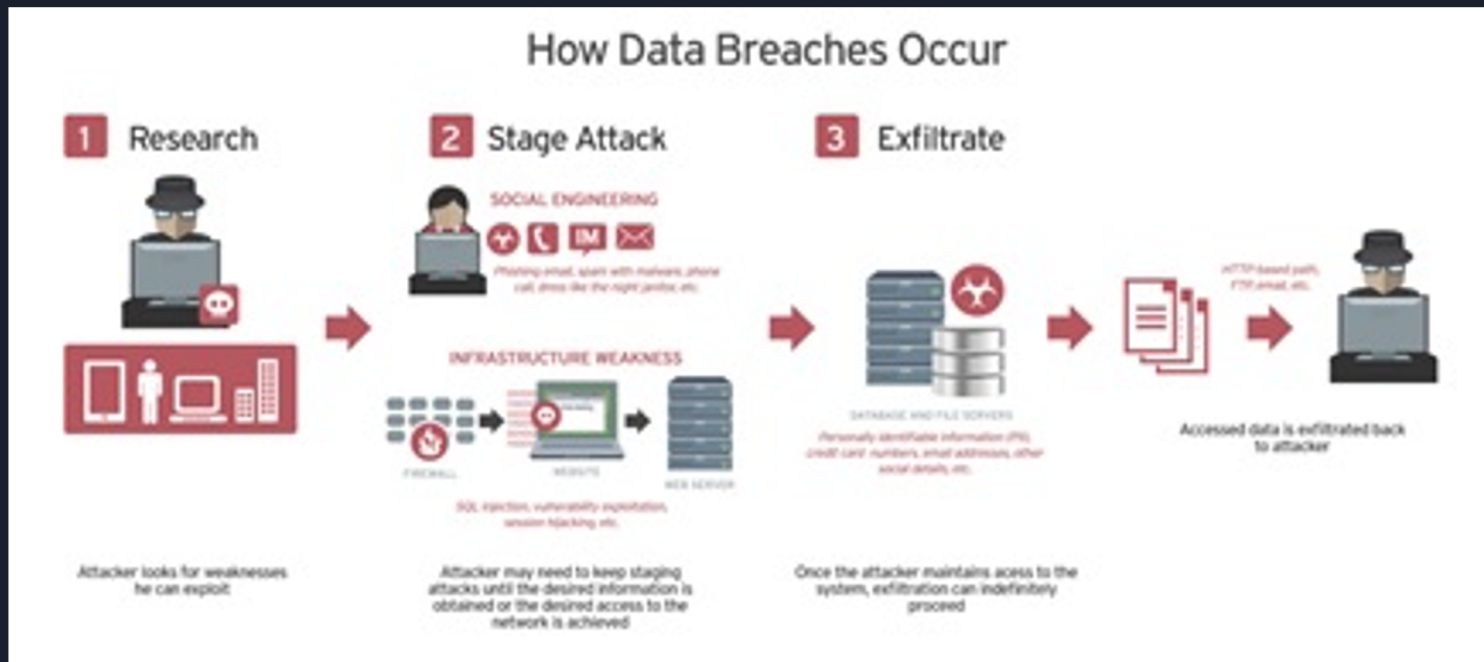 How Data Breaches Occur
1 Research
2 Stage Attack
3 Exfiltrate
SOCIAL ENGINEERING
IM
Phishing email, spam with malware, phone
call, dress like the night janitor, etc.
INFRASTRUCTURE WEAKNESS
FIREWALL
WEBSITE
WEB SERVER
SQL injection, vulnerability exploitation,
session hijacking, etc.
DATABASE AND FILE SERVERS
Personally identifiable information (PII),
credit card numbers, email addresses, other
social details, etc.
HTTP-based path,
FTP, email, etc.
Accessed data is exfiltrated back
to attacker
Attacker looks for weaknesses
he can exploit
Attacker may need to keep staging
attacks until the desired information is
obtained or the desired access to the
network is achieved
Once the attacker maintains acess to the
system, exfiltration can indefinitely
proceed